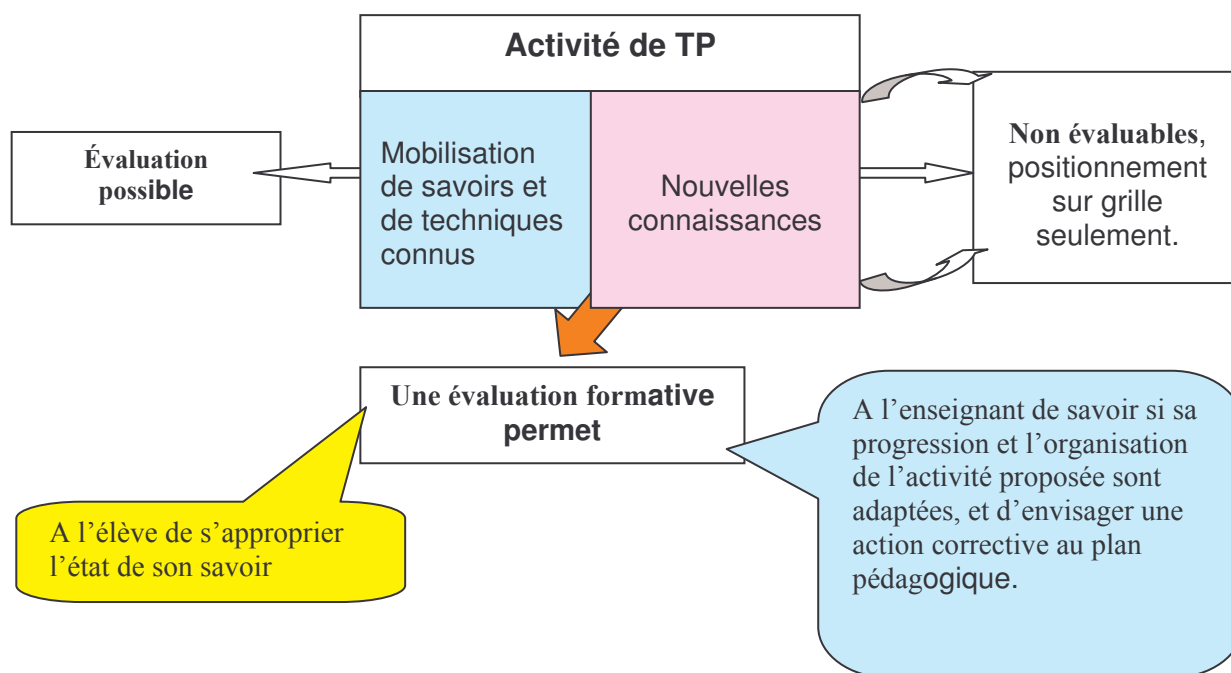 Activité de TP
Évaluation
possible
Mobilisation
de savoirs et
de techniques
connus
Nouvelles
connaissances
Non évaluables,
positionnement
sur grille
seulement.
Une évaluation formative
permet
A l’élève de s’approprier
l’état de son savoir
A l’enseignant de savoir si sa
progression et l’organisation
de l’activité proposée sont
adaptées, et d’envisager une
action corrective au plan
pédagogique.